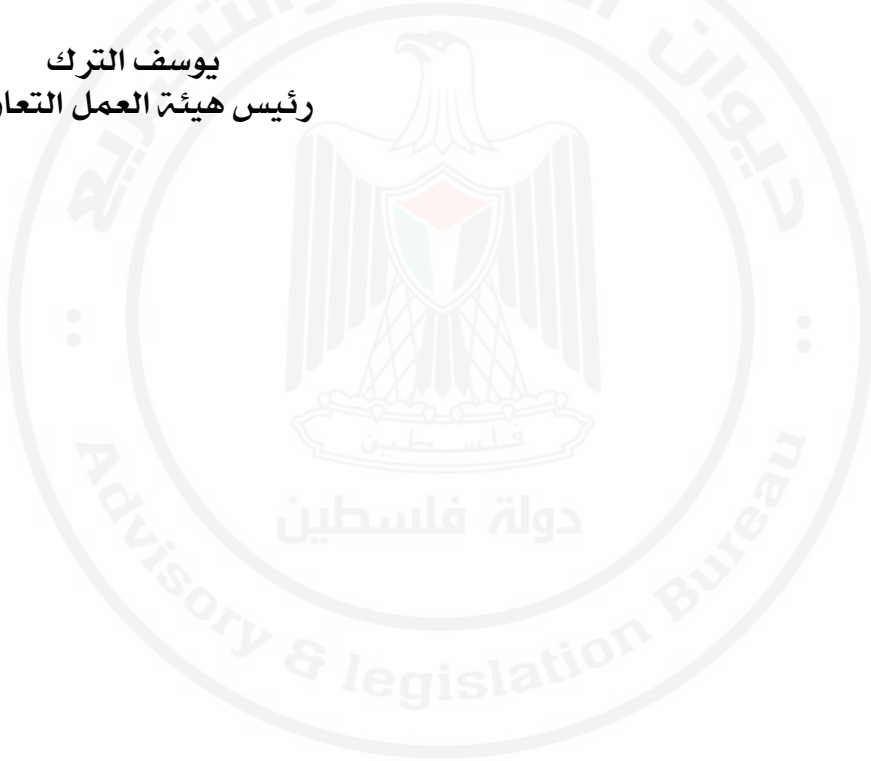 يوسف الترك
رئيس هيئة العمل
فلسطين
دولة فلسطين
Advisory & legislation Bureau